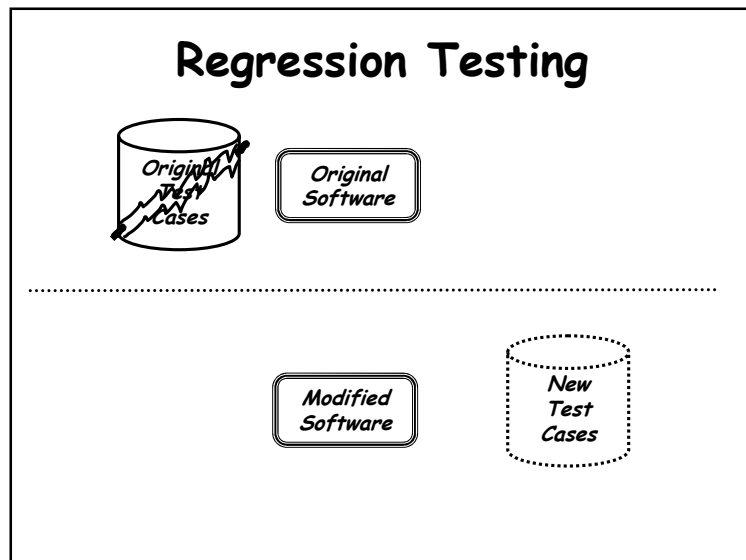 Regression Testing
Original
Test
Cases
Original
Software
Modified
Software
New
Test
Cases